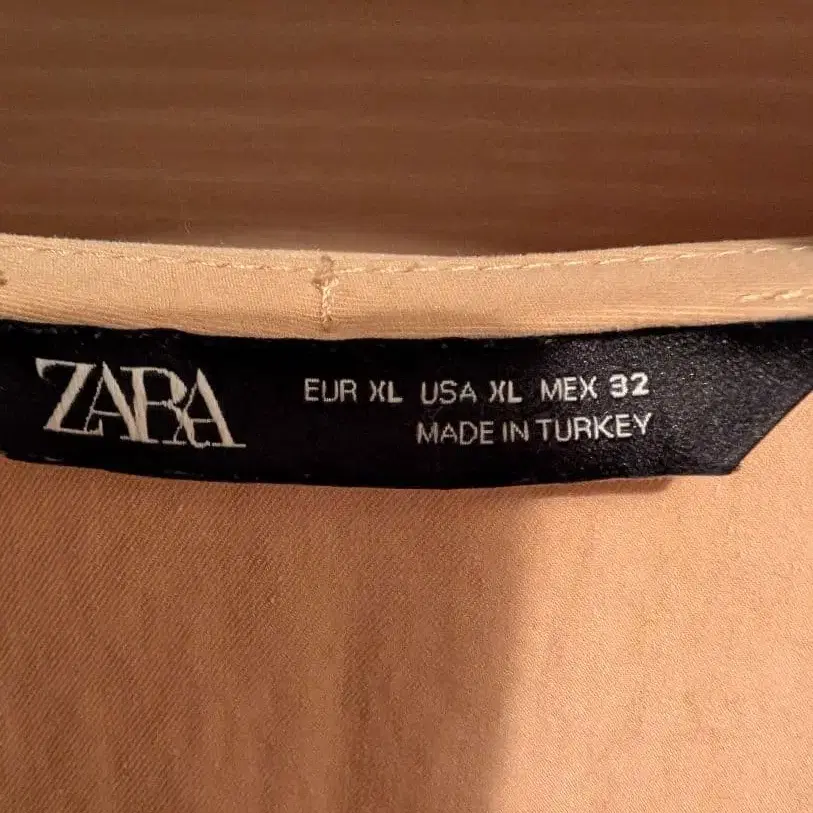 ZARA
EUR XL USA XL MEX 32
MADE IN TURKEY